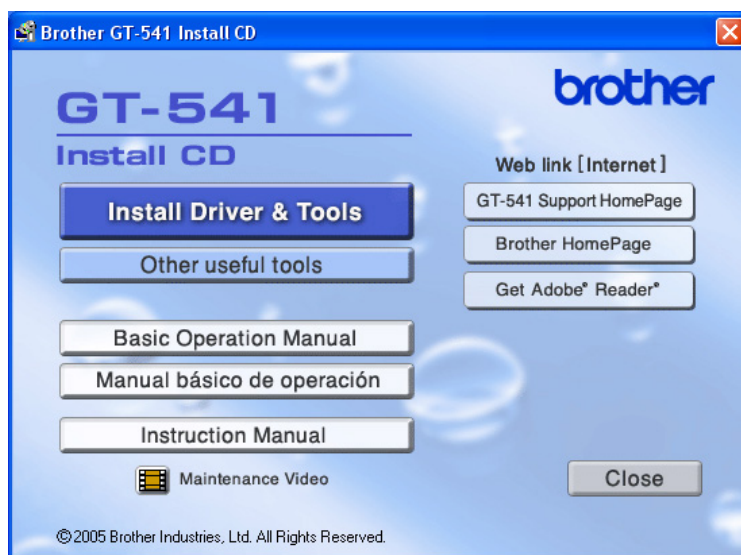 Brother GT-541 Install CD
GT-541
Install CD
Install Driver & Tools
Other useful tools
Basic Operation Manual
Manual básico de operación
Instruction Manual
Maintenance Video
© 2005 Brother Industries, Ltd. All Rights Reserved.
brother
Web link [Internet]
GT-541 Support HomePage
Brother HomePage
Get Adobe® Reader®
Close